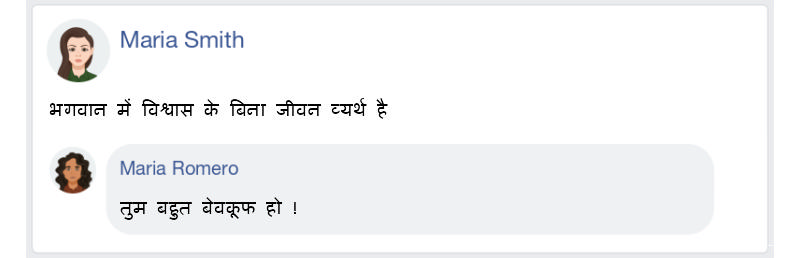 Maria Smith
भगवान में विश्वास के बिना जीवन व्यर्थ है
Maria Romero
तुम बहुत बेवकूफ हो !